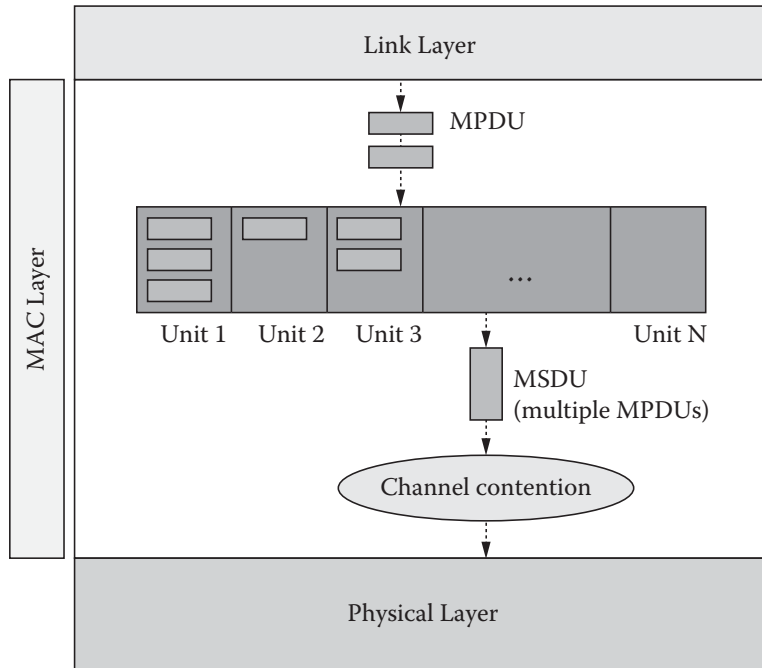 Link Layer
MPDU
MAC Layer
...
Unit 1
Unit 2
Unit 3
Unit N
MSDU
(multiple MPDUs)
Channel contention
Physical Layer